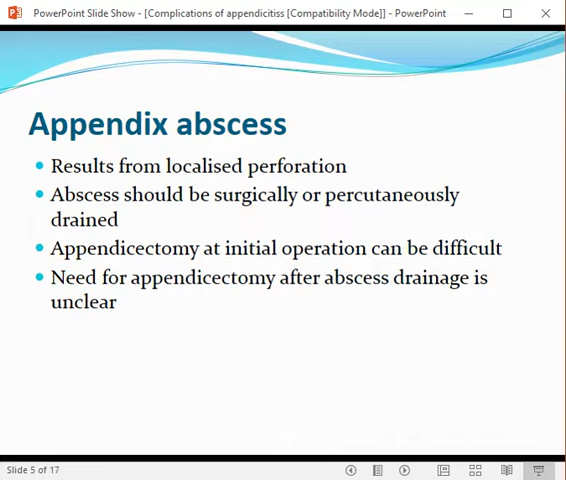 PowerPoint Slide Show - [Complications of appendicitiss [Compatibility Mode]] - PowerPoint
Appendix abscess
Results from localised perforation
Abscess should be surgically or percutaneously
drained
Appendicectomy at initial operation can be difficult
Need for appendicectomy after abscess drainage is
unclear
Slide 5 of 17